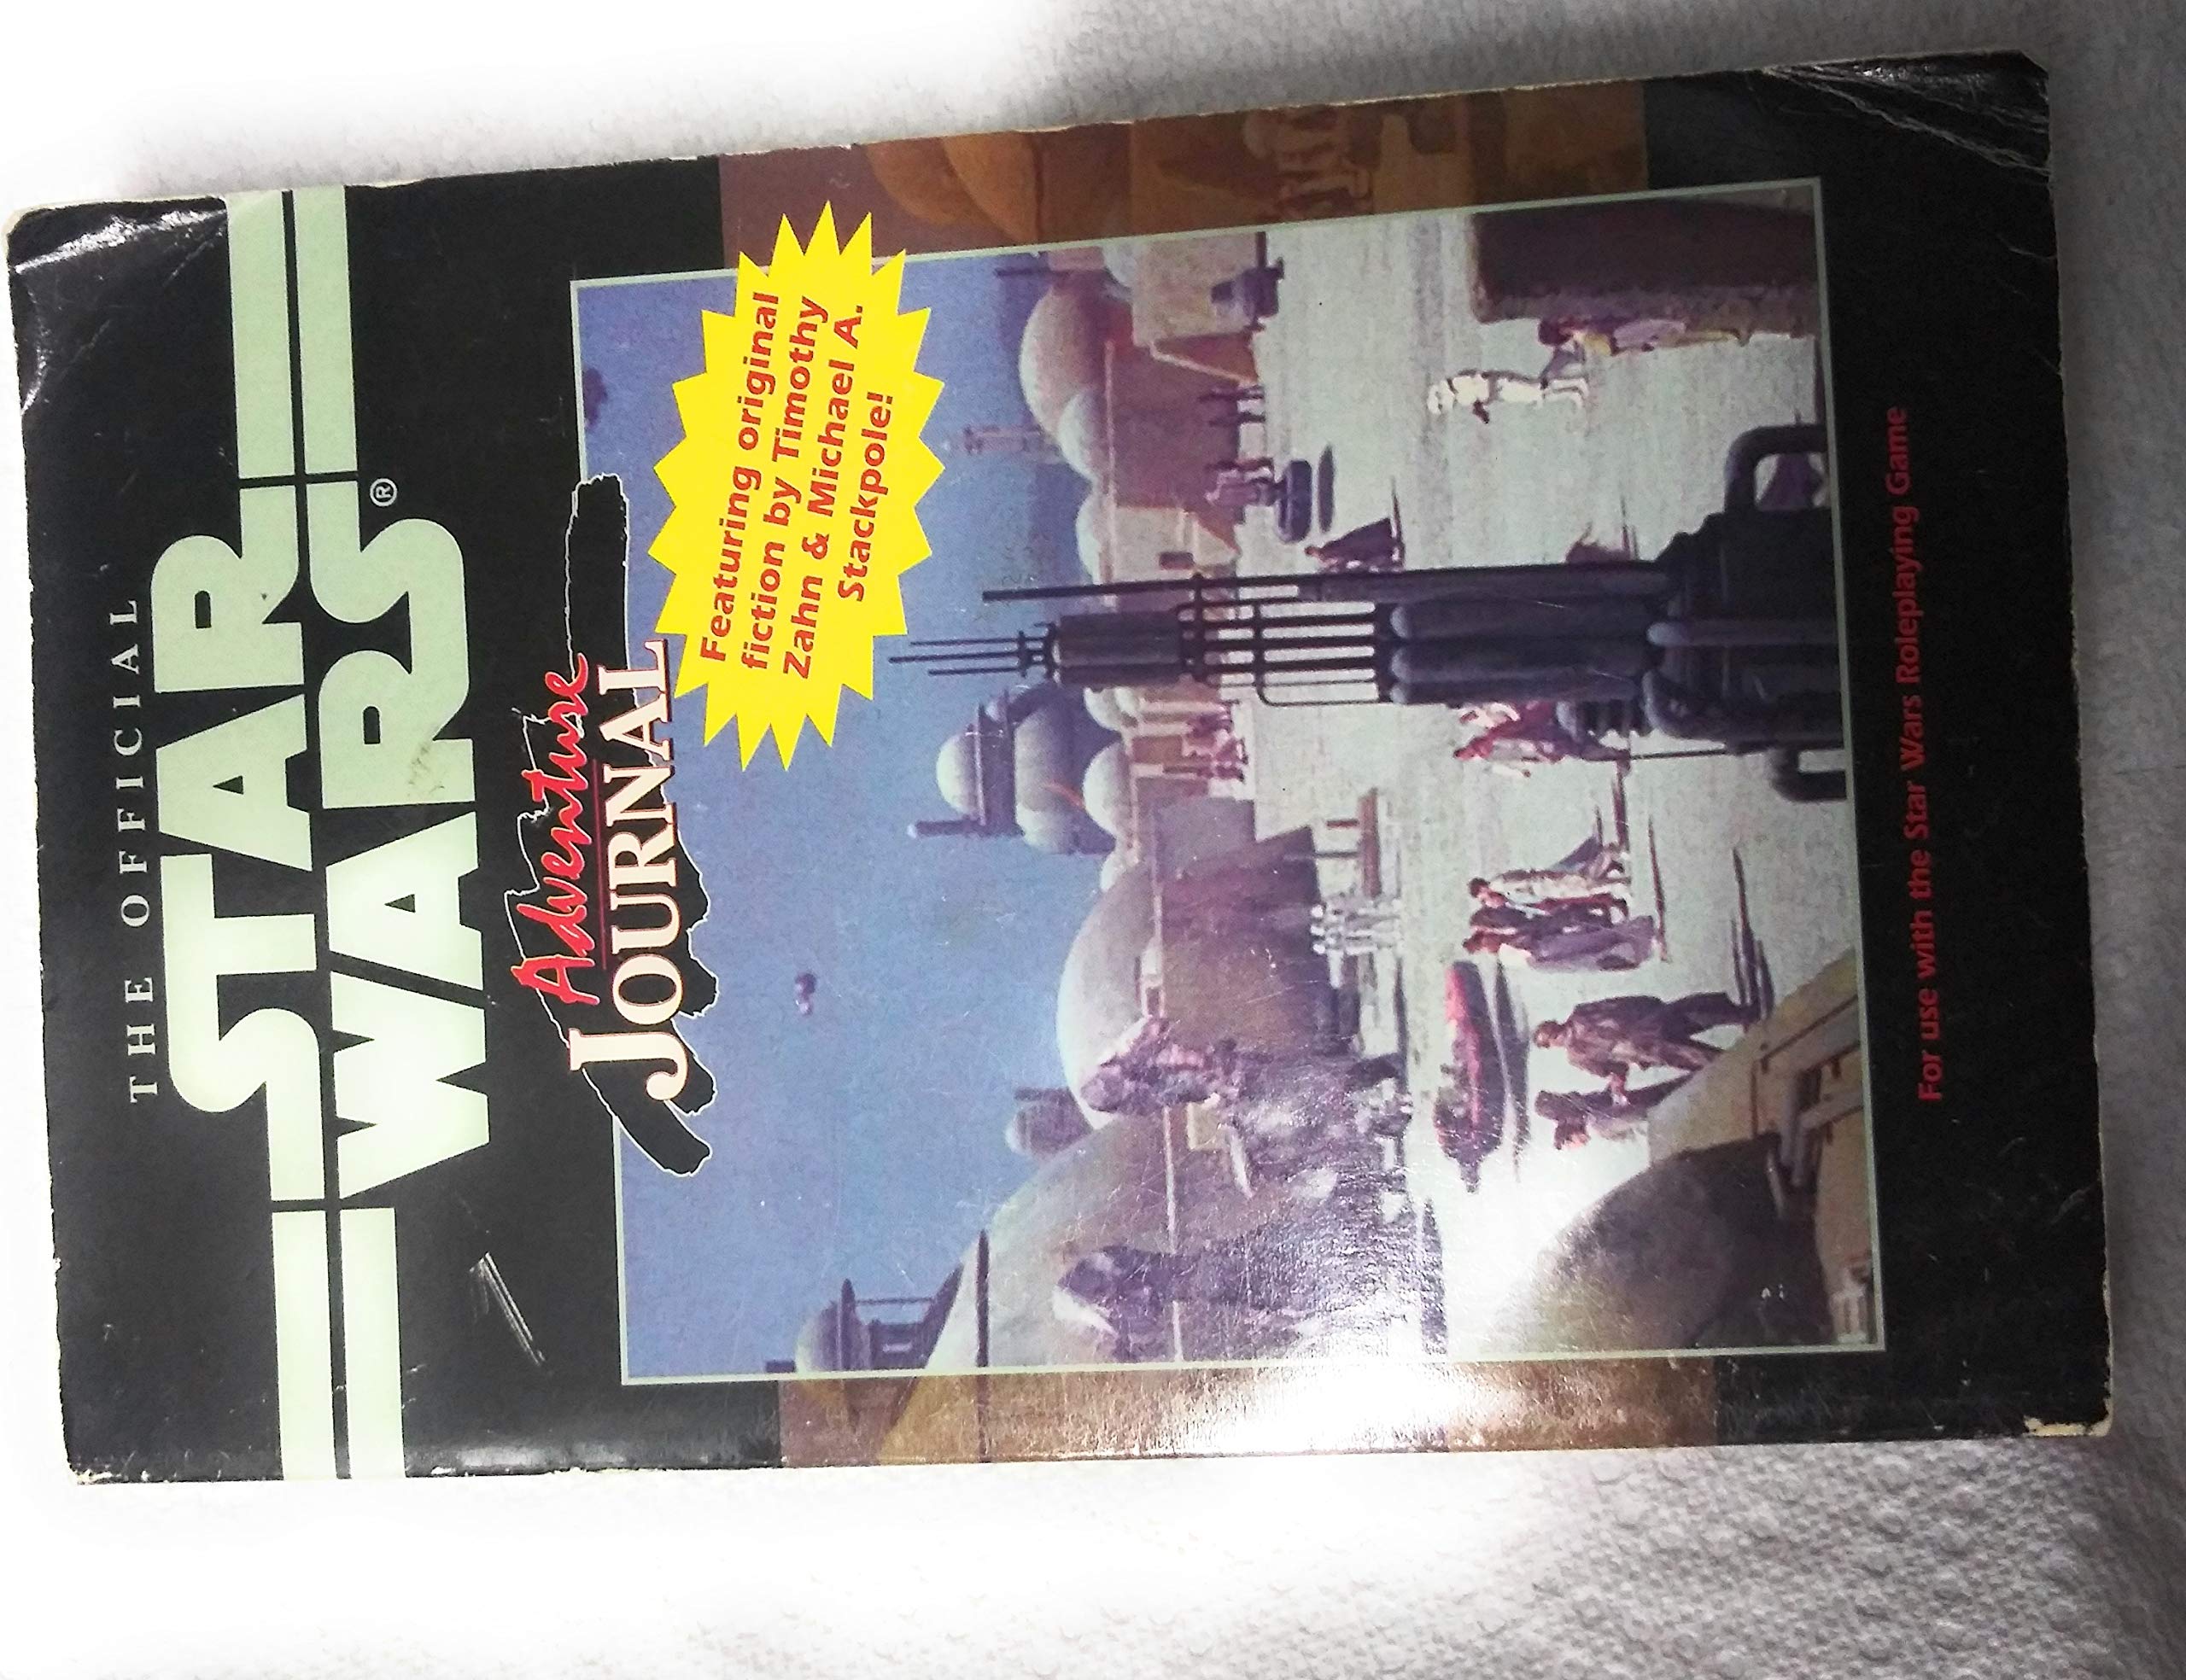 THE OFFICIAL
STAR
WARS®
Adventure
JOURNAL
Featuring original
fiction by Timothy
Zahn & Michael A.
Stackpole!
For use with the Star Wars Roleplaying Game